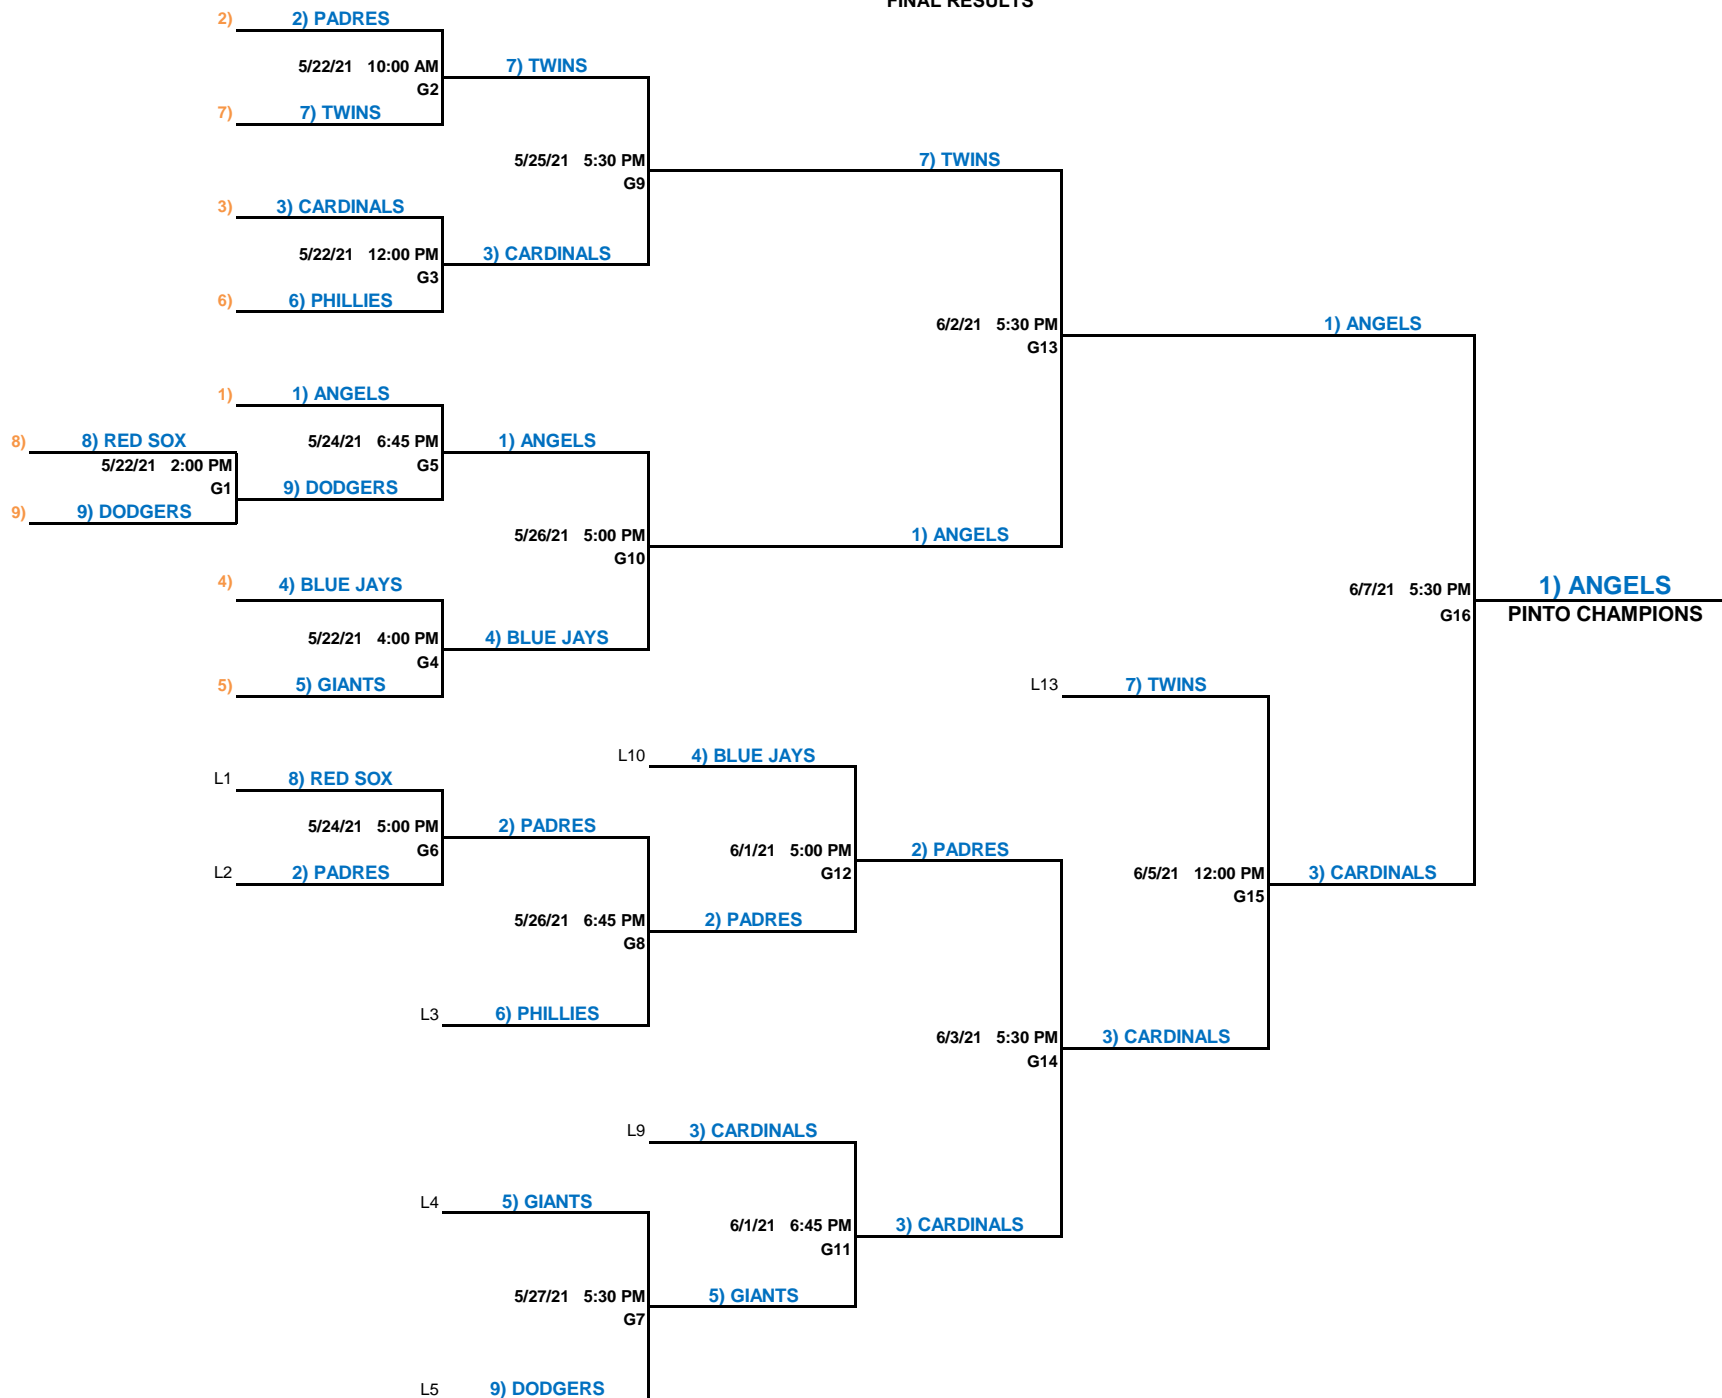 FINAL RESULTS
2) 2) PADRES
5/22/21 10:00 AM 7) TWINS
G2
7) 7) TWINS
5/25/21 5:30 PM 7) TWINS
G9
3) 3) CARDINALS
5/22/21 12:00 PM 3) CARDINALS
G3
6) 6) PHILLIES
6/2/21 5:30 PM 1) ANGELS
G13
1) 1) ANGELS
8) 8) RED SOX 5/24/21 6:45 PM 1) ANGELS
5/22/21 2:00 PM G5
G1 9) DODGERS
9) 9) DODGERS
5/26/21 5:00 PM 1) ANGELS
G10
4) 4) BLUE JAYS 6/7/21 5:30 PM 1) ANGELS
G16 PINTO CHAMPIONS
5/22/21 4:00 PM 4) BLUE JAYS
G4
5) 5) GIANTS L13 7) TWINS
L10 4) BLUE JAYS
L1 8) RED SOX
5/24/21 5:00 PM 2) PADRES
G6 6/1/21 5:00 PM 2) PADRES
L2 2) PADRES G12 6/5/21 12:00 PM 3) CARDINALS
G15
5/26/21 6:45 PM 2) PADRES
G8
L3 6) PHILLIES
6/3/21 5:30 PM 3) CARDINALS
G14
L9 3) CARDINALS
L4 5) GIANTS
6/1/21 6:45 PM 3) CARDINALS
G11
5/27/21 5:30 PM 5) GIANTS
G7
L5 9) DODGERS